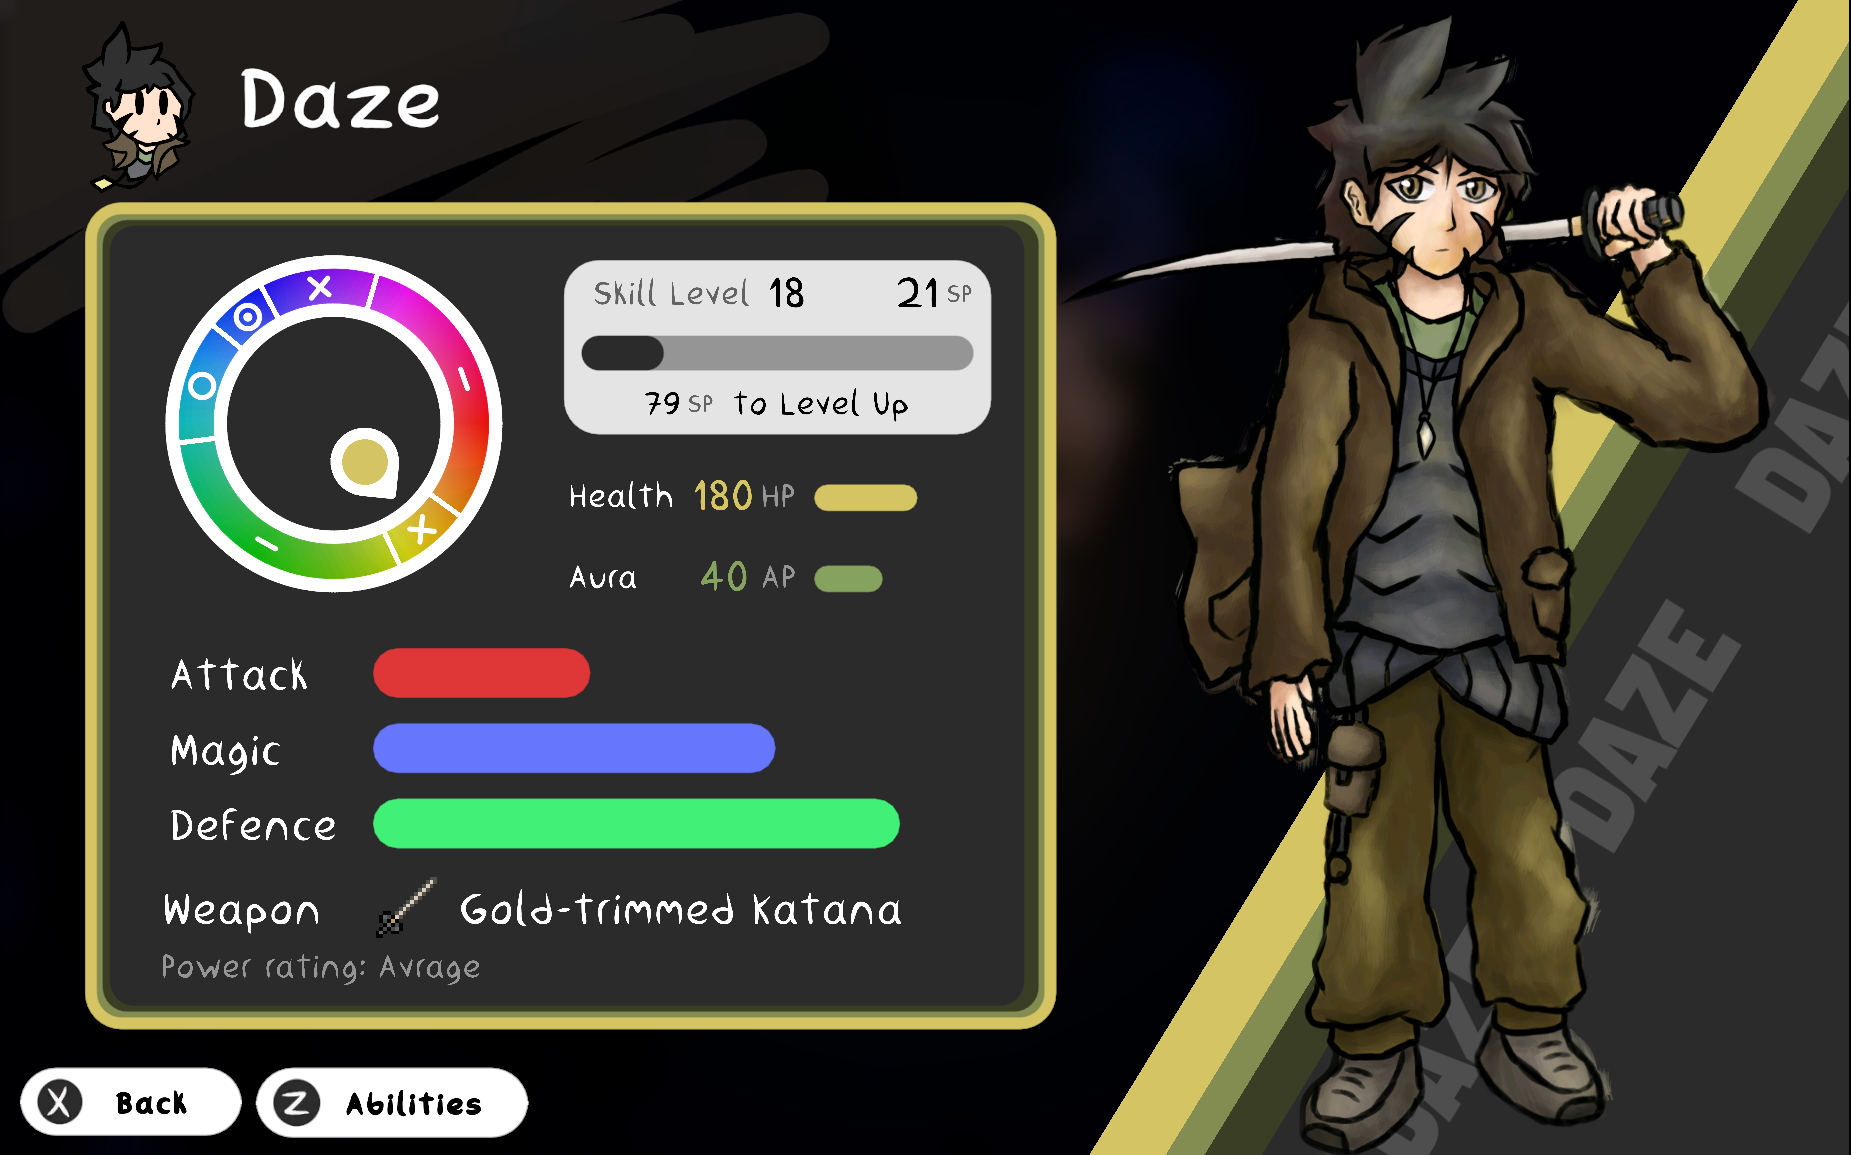 Daze
Skill Level 18 21 SP
79 SP to Level Up
Health 180 HP
Aura 40 AP
Attack
Magic
Defence
Weapon Gold-trimmed Katana
Power rating: Avrage
X Back Z Abilities
DAZE
DAZE
DAZE